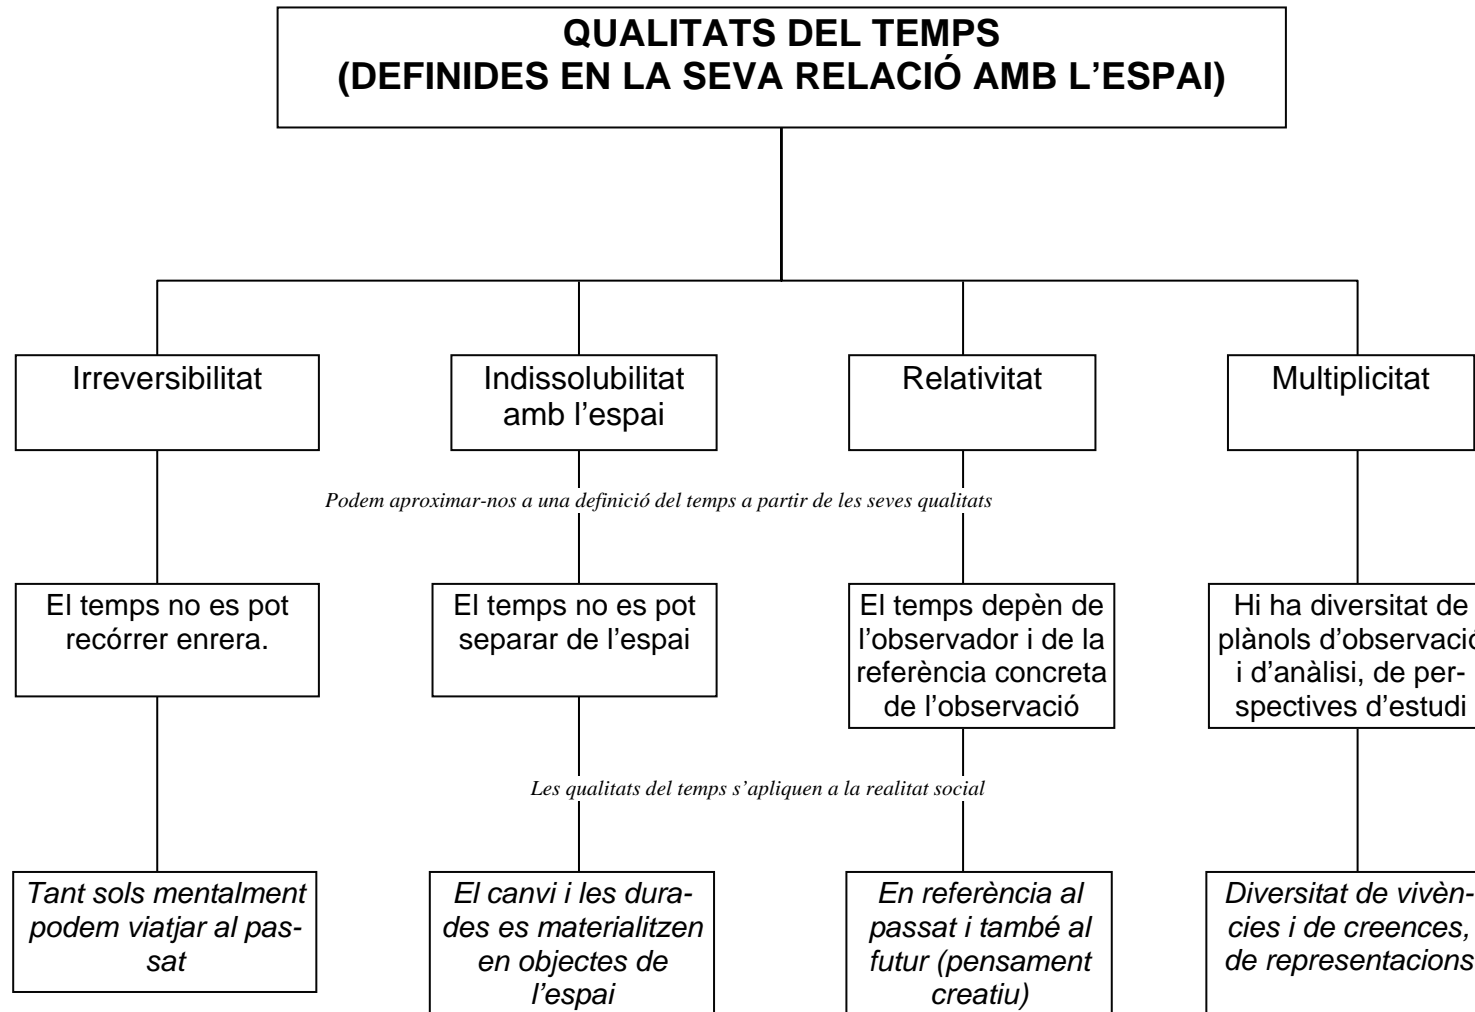 QUALITATS DEL TEMPS
(DEFINIDES EN LA SEVA RELACIÓ AMB L’ESPAI)
Irreversibilitat
Indissolubilitat
amb l’espai
Relativitat
Multiplicitat
Podem aproximar-nos a una definició del temps a partir de les seves qualitats
El temps no es pot
recórrer enrera.
El temps no es pot
separar de l’espai
El temps depèn de
l’observador i de la
referència concreta
de l’observació
Hi ha diversitat de
plànols d’observació
i d’anàlisi, de per-
spectives d’estudi
Les qualitats del temps s’apliquen a la realitat social
Tant sols mentalment
podem viatjar al pas-
sat
El canvi i les dura-
des es materialitzen
en objectes de
l’espai
En referència al
passat i també al
futur (pensament
creatiu)
Diversitat de vivèn-
cies i de creences,
de representacions